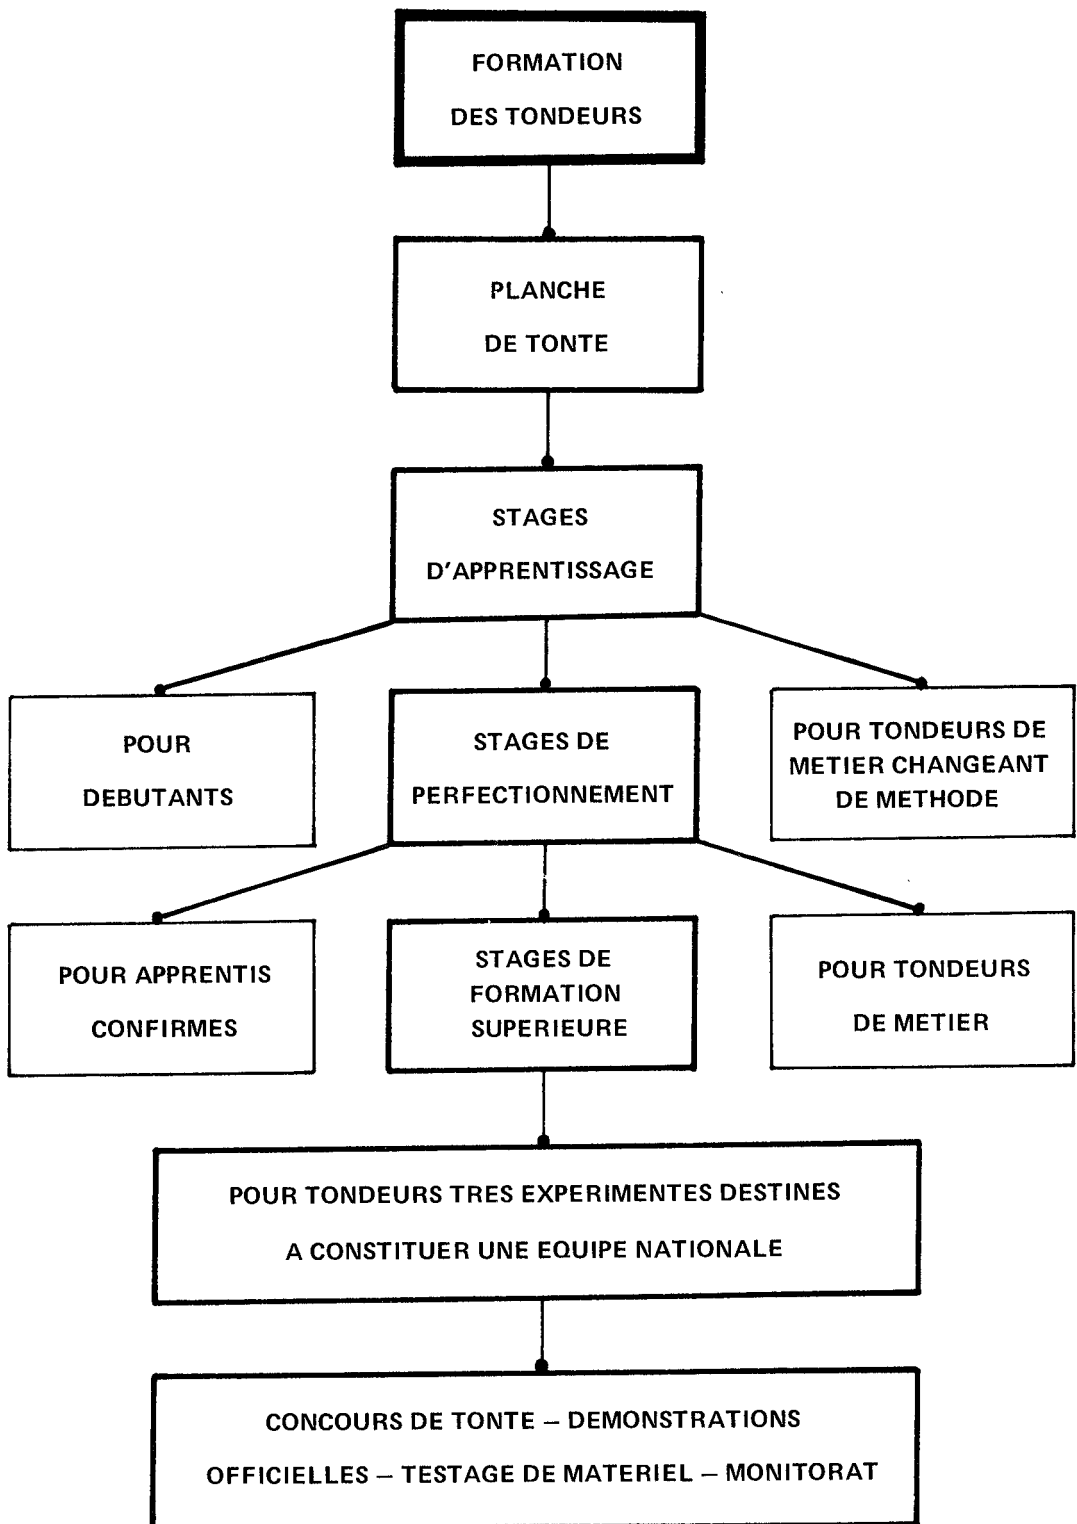 FORMATION
DES TONDEURS
PLANCHE
DE TONTE
STAGES
D'APPRENTISSAGE
POUR
DEBUTANTS
STAGES DE
PERFECTIONNEMENT
POUR TONDEURS DE
METIER CHANGEANT
DE METHODE
POUR APPRENTIS
CONFIRMES
STAGES DE
FORMATION
SUPERIEURE
POUR TONDEURS
DE METIER
POUR TONDEURS TRES EXPERIMENTES DESTINES
A CONSTITUER UNE EQUIPE NATIONALE
CONCOURS DE TONTE – DEMONSTRATIONS
OFFICIELLES – TESTAGE DE MATERIEL – MONITORAT